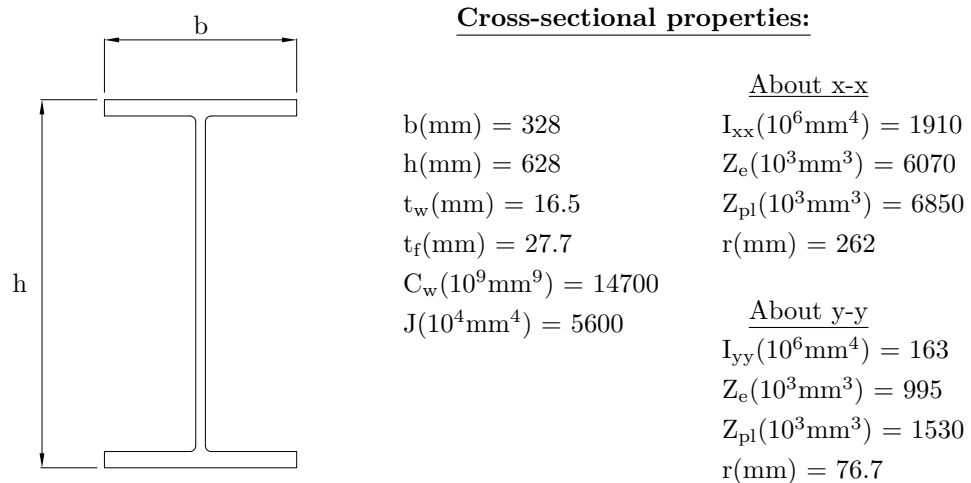 Cross-sectional properties:
b
h
b(mm) = 328
h(mm) = 628
t_w(mm) = 16.5
t_f(mm) = 27.7
C_w(10^9mm^9) = 14700
J(10^4mm^4) = 5600
About x-x
I_xx(10^6mm^4) = 1910
Z_e(10^3mm^3) = 6070
Z_pl(10^3mm^3) = 6850
r(mm) = 262
About y-y
I_yy(10^6mm^4) = 163
Z_e(10^3mm^3) = 995
Z_pl(10^3mm^3) = 1530
r(mm) = 76.7